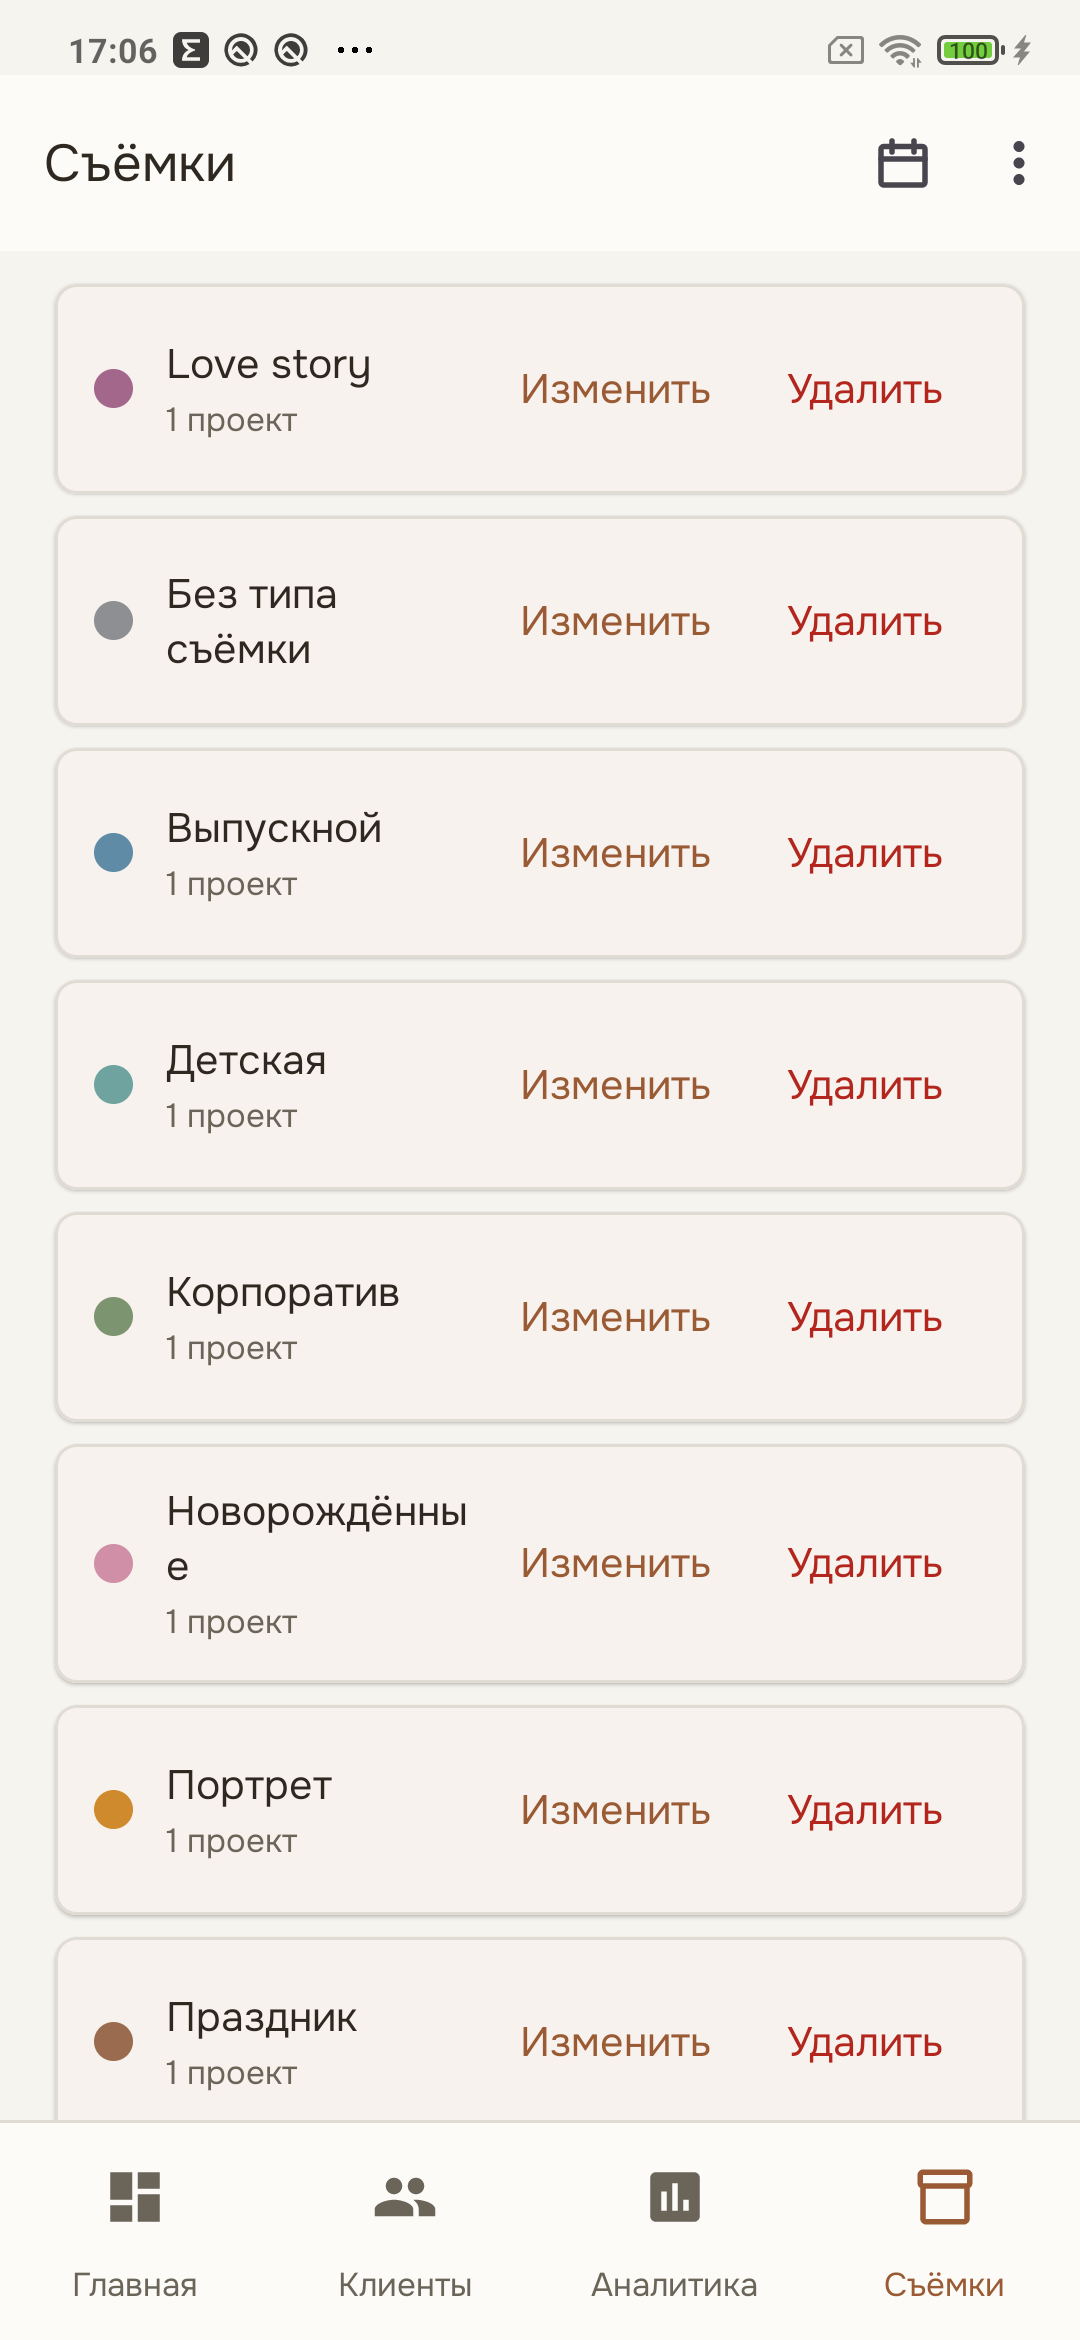 17:06
100
Съёмки
Love story
1 проект
Изменить
Удалить
Без типа
съёмки
Изменить
Удалить
Выпускной
1 проект
Изменить
Удалить
Детская
1 проект
Изменить
Удалить
Корпоратив
1 проект
Изменить
Удалить
Новорождённы
е
1 проект
Изменить
Удалить
Портрет
1 проект
Изменить
Удалить
Праздник
1 проект
Изменить
Удалить
Главная
Клиенты
Аналитика
Съёмки